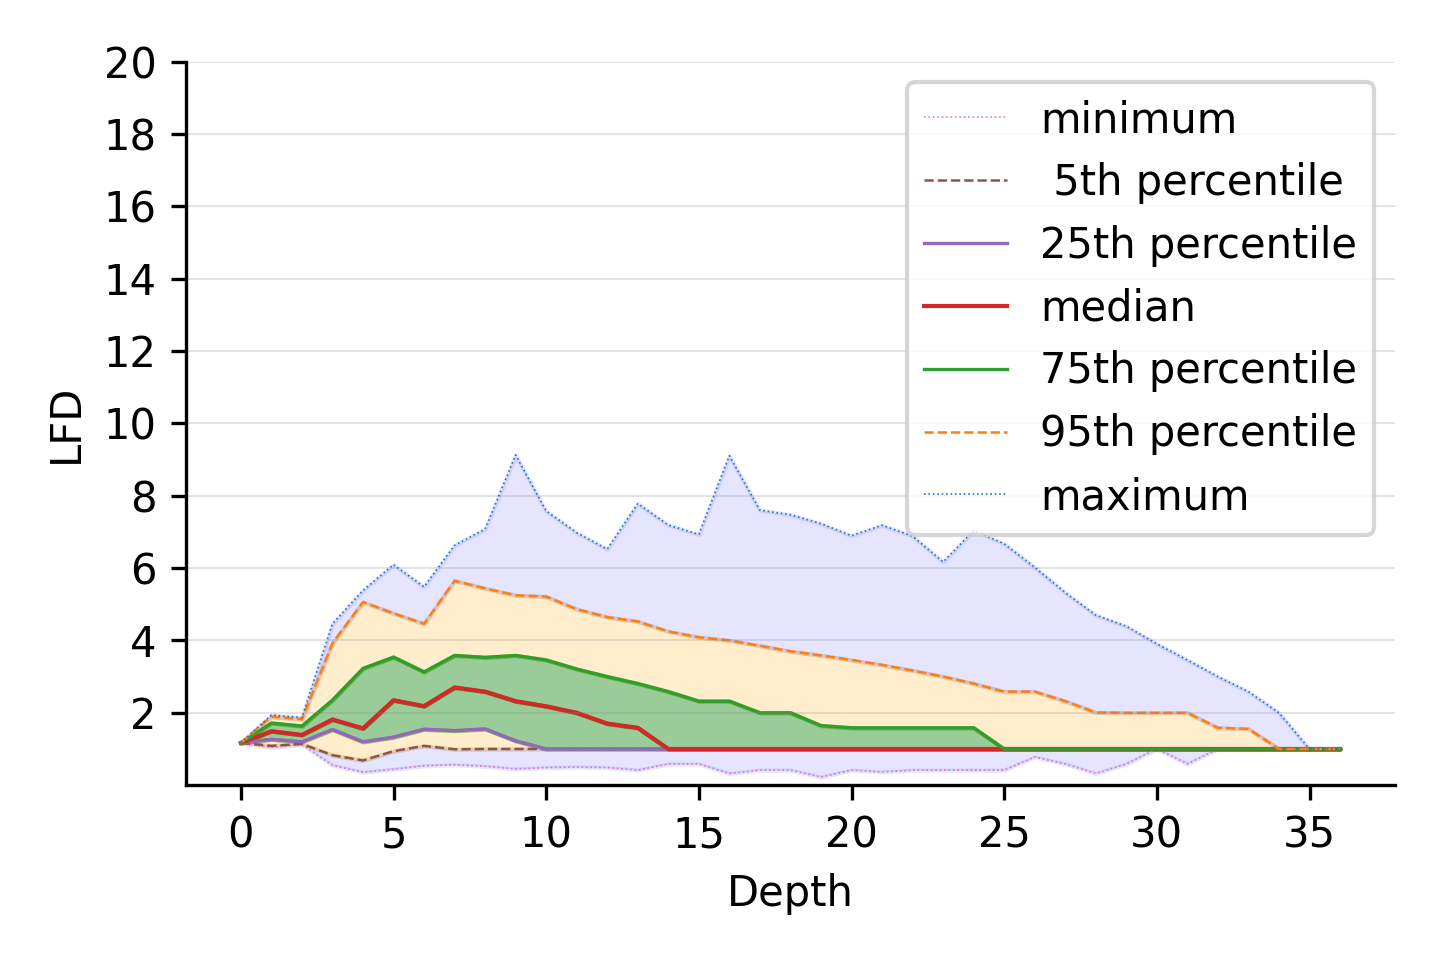 20
18
16
14
12
10
8
6
4
2
LFD
minimum
5th percentile
25th percentile
median
75th percentile
95th percentile
maximum
0 5 10 15 20 25 30 35
Depth